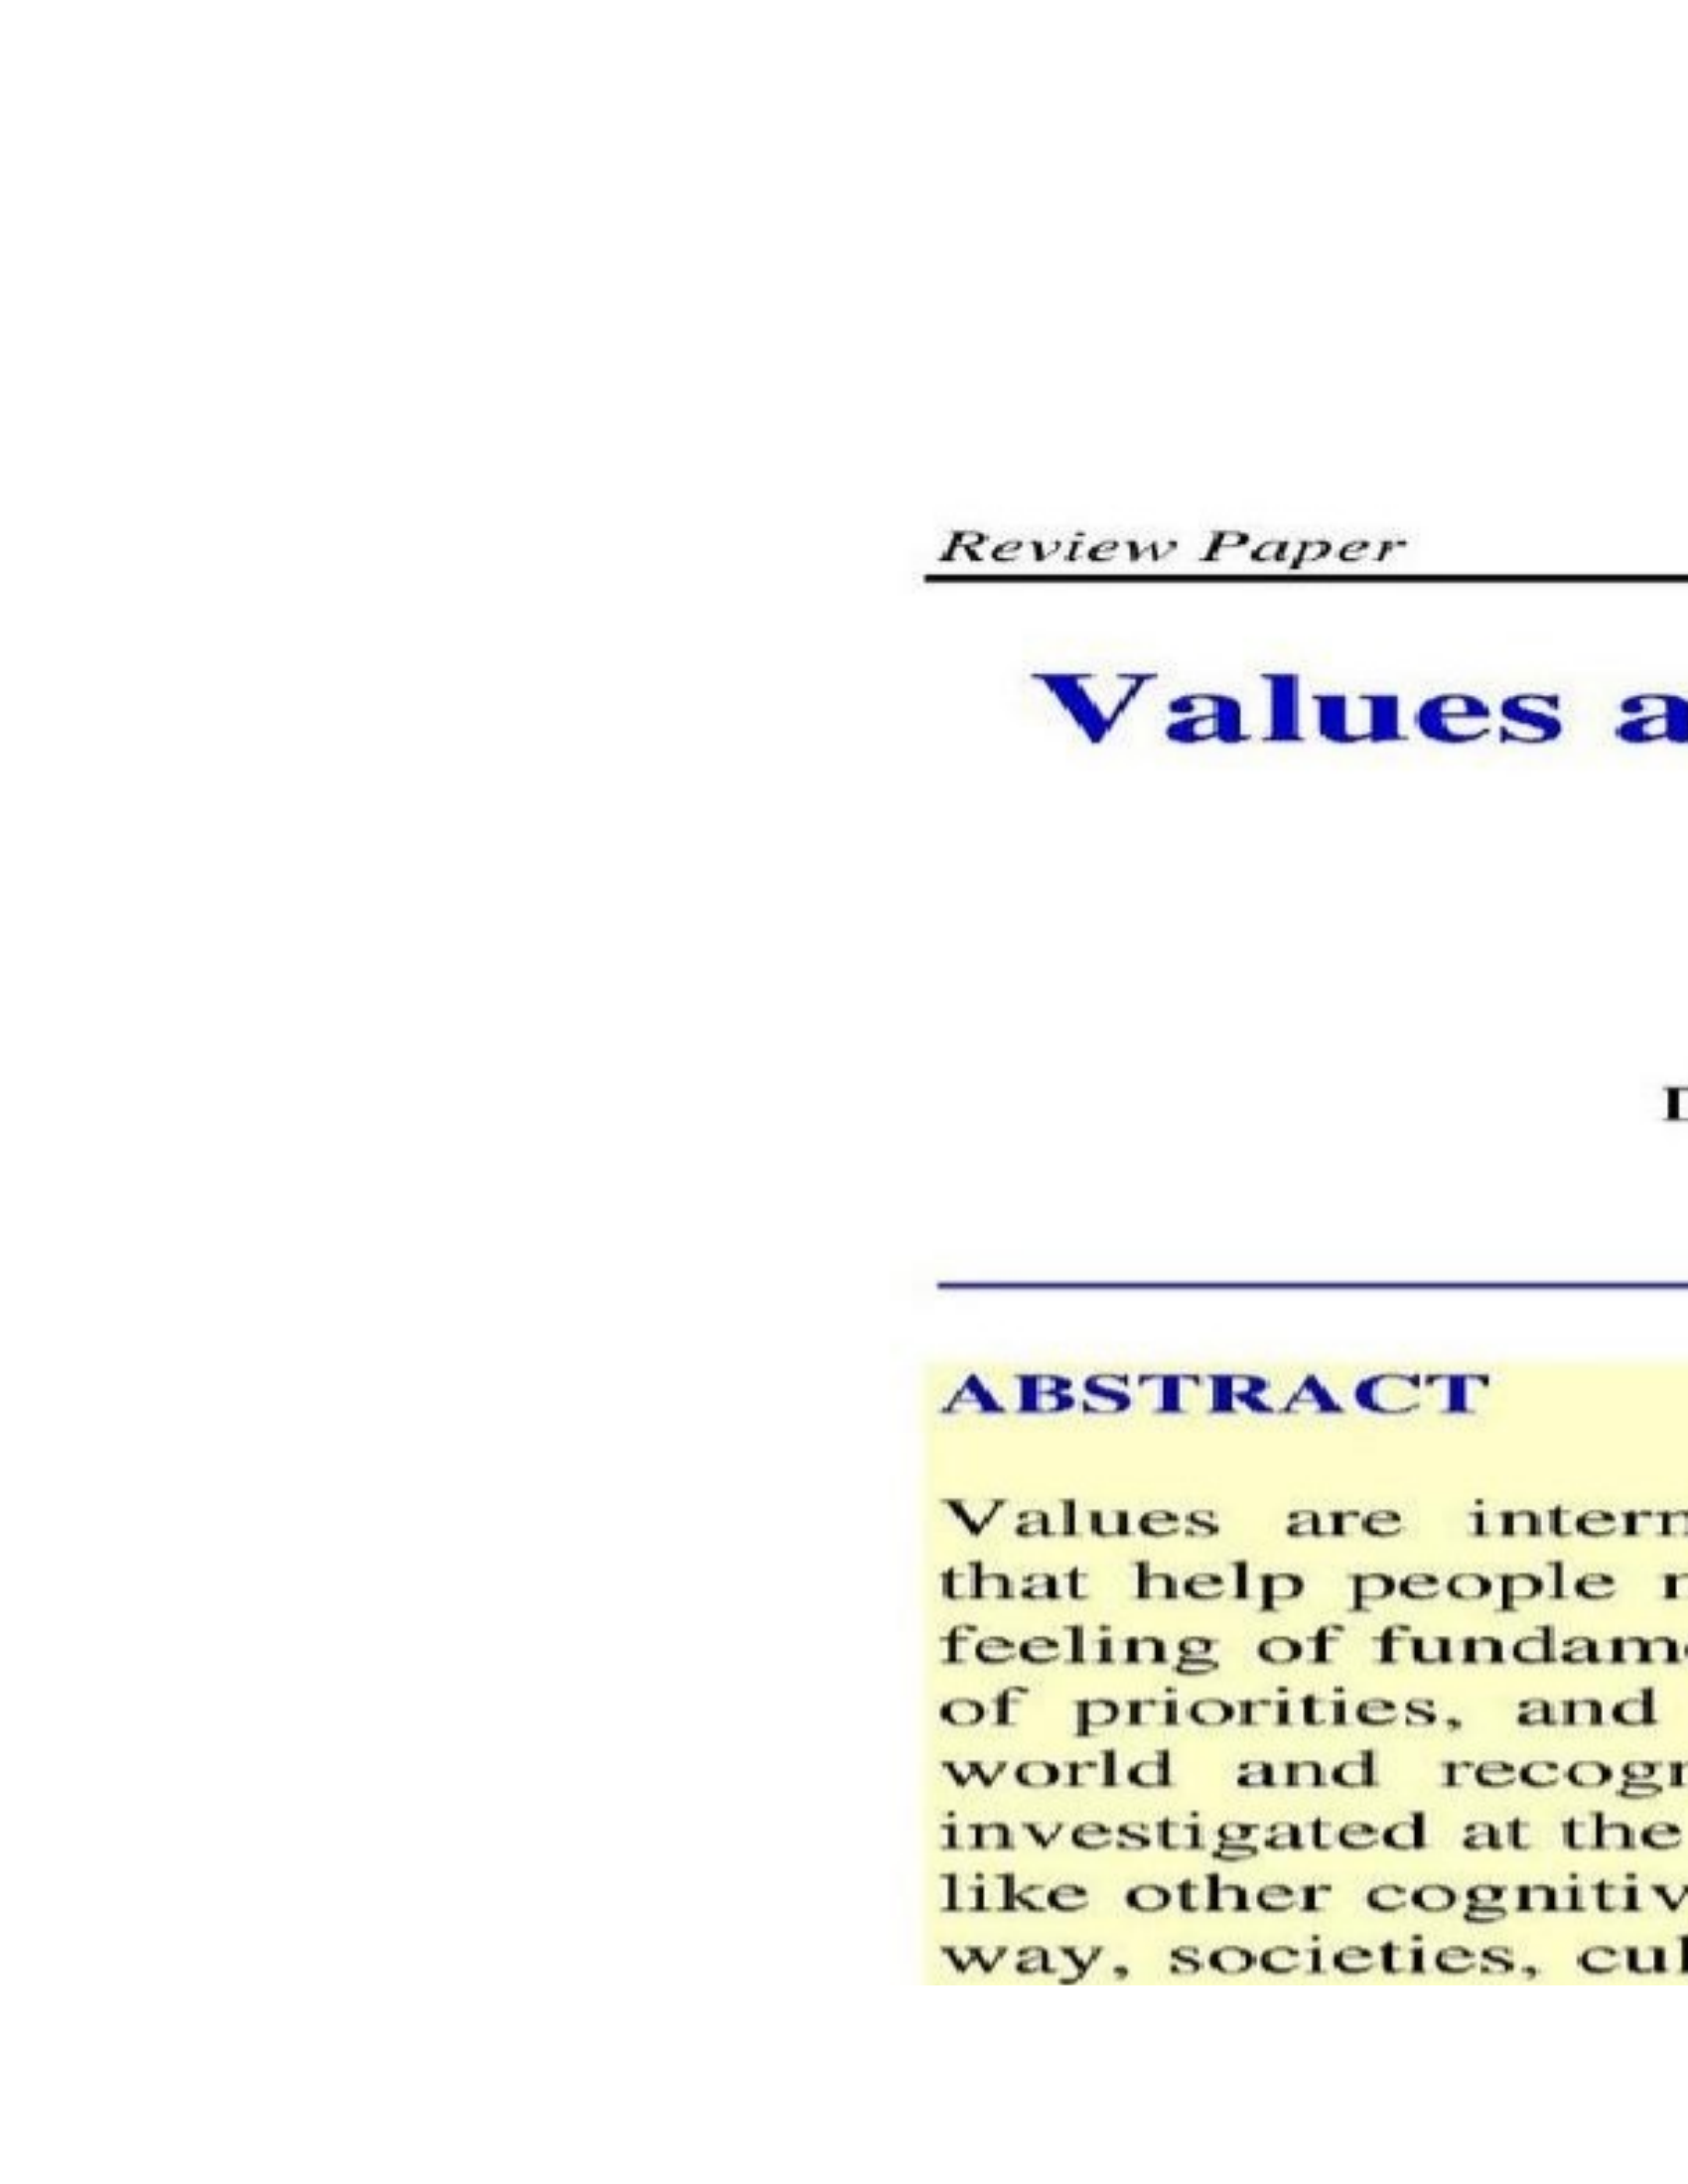 Review Paper
Values a
ABSTRACT
Values are intern
that help people
feeling of fundam
of priorities, and
world and recogn
investigated at the
like other cognitiv
way, societies, cul